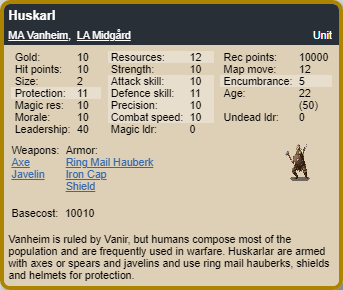 Huskarl
MA Vanheim, LA Midgård Unit
Gold: 10 Resources: 12 Rec points: 10000
Hit points: 10 Strength: 10 Map move: 12
Size: 2 Attack skill: 11 Encumbrance: 5
Protection: 11 Defence skill: 11 Age: 22
Magic res: 10 Precision: 10 (50)
Morale: 10 Combat speed: 10 Undead ldr: 0
Leadership: 40 Magic ldr: 0
Weapons: Armor:
Axe Ring Mail Hauberk
Javelin Iron Cap
Shield
Basecost: 10010
Vanheim is ruled by Vanir, but humans compose most of the
population and are frequently used in warfare. Huskarlar are armed
with axes or spears and javelins and use ring mail hauberks, shields
and helmets for protection.